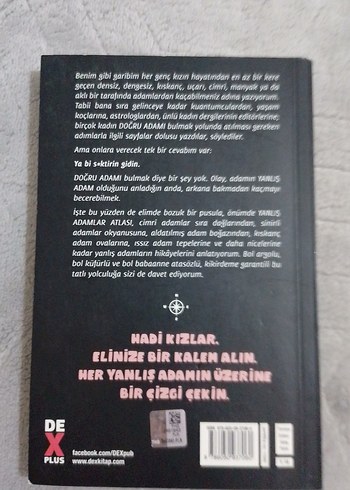 Benim gibi garibim her genç kızın hayatından en az bir kere
geçen densiz, dengesiz, kıskanç, uçarı, cimri, manyak ya da
aklı bir tarafında adamlardan kaçabilmeniz adına yazıyorum.
Tabii bana sıra gelinceye kadar kuantumculardan, yaşam
koçlarına, astrologlardan, ünlü kadın dergilerinin editörlerine;
birçok kadın DOĞRU ADAMI bulmak yolunda atılması gereken
adımlarla ilgili sayfalar dolusu yazdılar, söylediler.
Ama onlara verecek tek bir cevabım var:
Ya bi s*ktirin gidin.
DOĞRU ADAMI bulmak diye bir şey yok. Olay, adamın YANLIŞ
ADAM olduğunu anladığın anda, arkana bakmadan kaçmayı
becerebilmek.
İşte bu yüzden de elimde bozuk bir pusula, önümde YANLIŞ
ADAMLAR ATLASI, cimri adamlar sıra dağlarından, sinirli
adamlar okyanusuna, aldatılmış adam boğazından, kıskanç
adam ovalarına, ıssız adam tepelerine ve daha nicelerine
kadar yanlış adamların hikâyelerini anlatıyorum. Bol argolu,
bol küfürlü ve bol babaanne atasözlü, kikirdeme garantili bu
tatlı yolculuğa sizi de davet ediyorum.
HADİ KIZLAR.
ELİNİZE BİR KALEM ALIN.
HER YANLIŞ ADAMIN ÜZERİNE
BİR ÇİZGİ ÇEKİN.
DE
X
PLUS
facebook.com/DEXpub
www.dexkitap.com